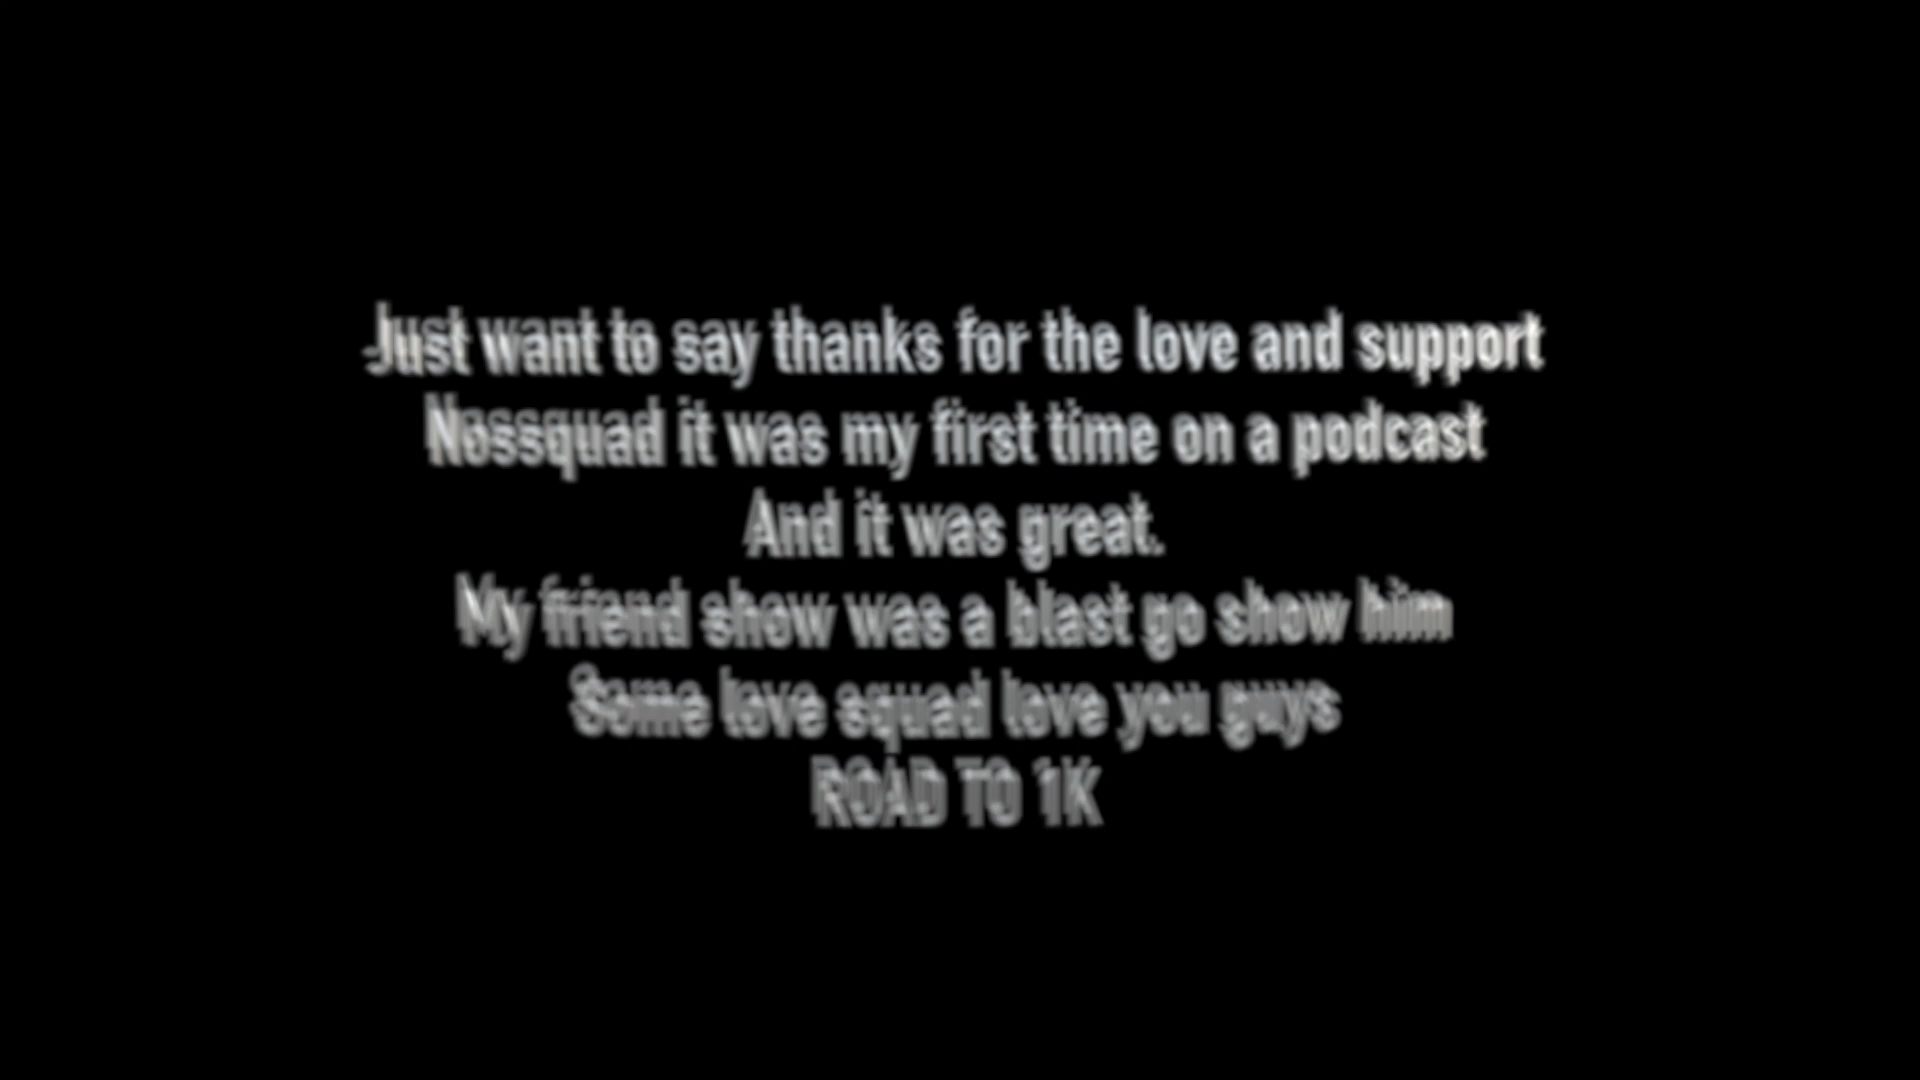 Just want to say thanks for the love and support
Nossquad it was my first time on a podcast
And it was great.
My friend show was a blast go show him
Some love squad love you guys
ROAD TO 1K